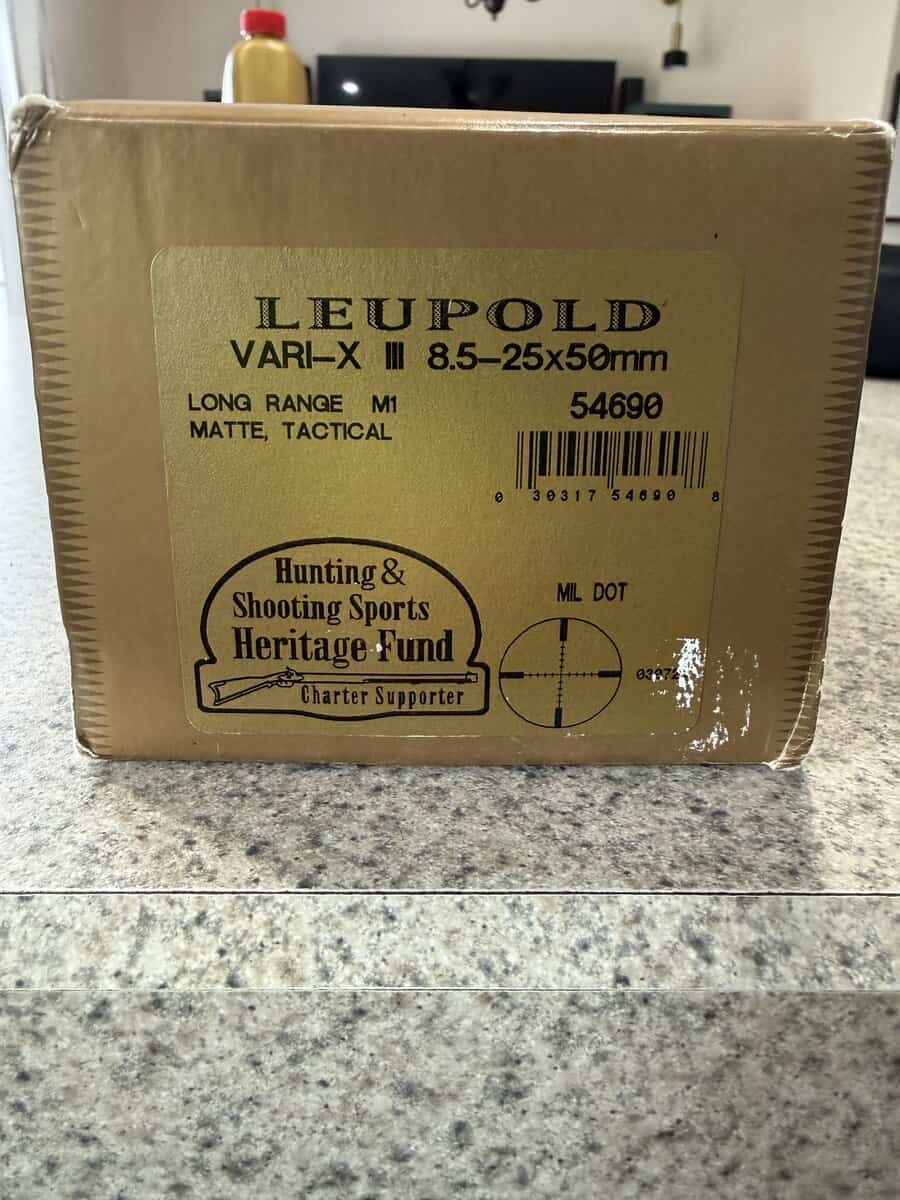 LEUPOLD
VARI-X III 8.5-25x50mm
LONG RANGE M1
MATTE, TACTICAL
54690
0 30317 54690 8
Hunting &
Shooting Sports
Heritage Fund
Charter Supporter
MIL DOT